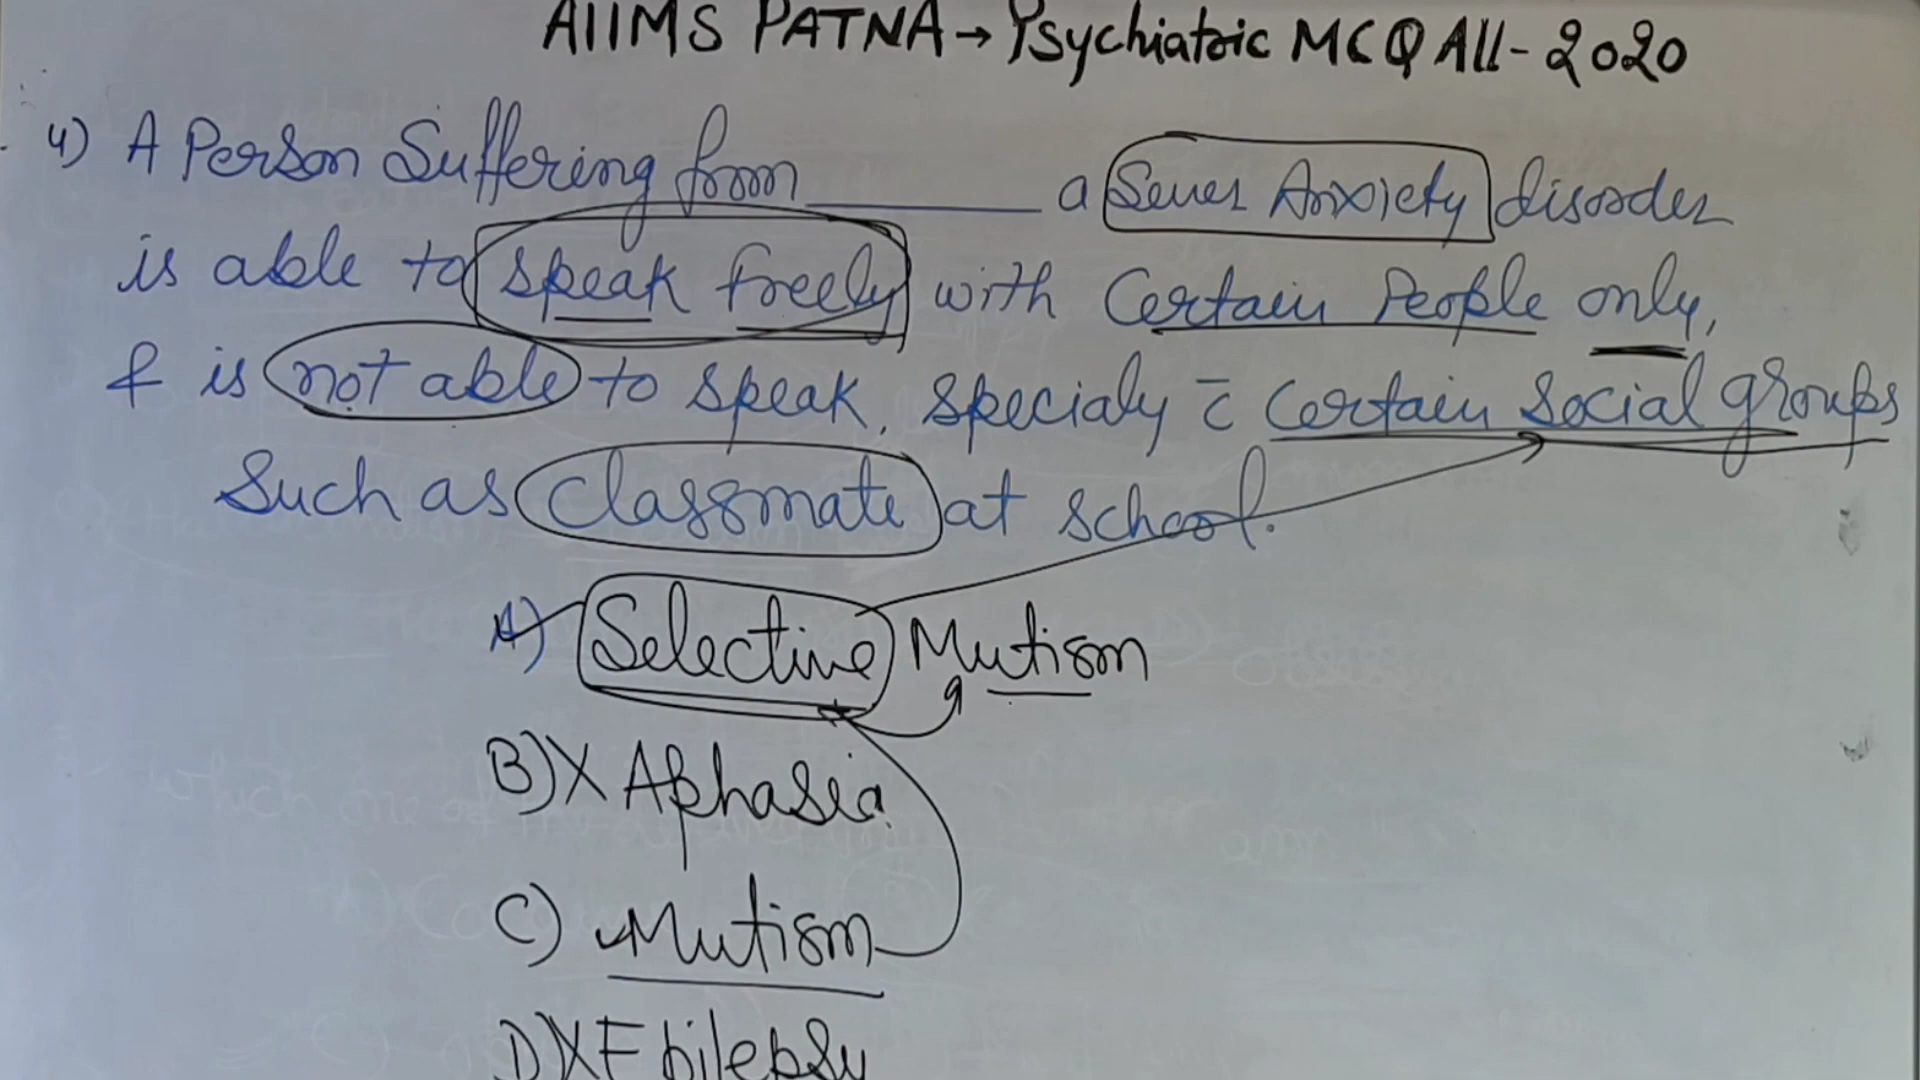 AIIMS PATNA → Psychiatric MCQ All - 2020
4) A Person Suffering from ______ a Sever Anxiety disorder
is able to speak freely with Certain People only,
& is not able to speak, specialy c̄ certain social groups
Such as classmate at school.
A) Selective Mutism
B) X Aphasia
C) Mutism
D) X Epilepsy